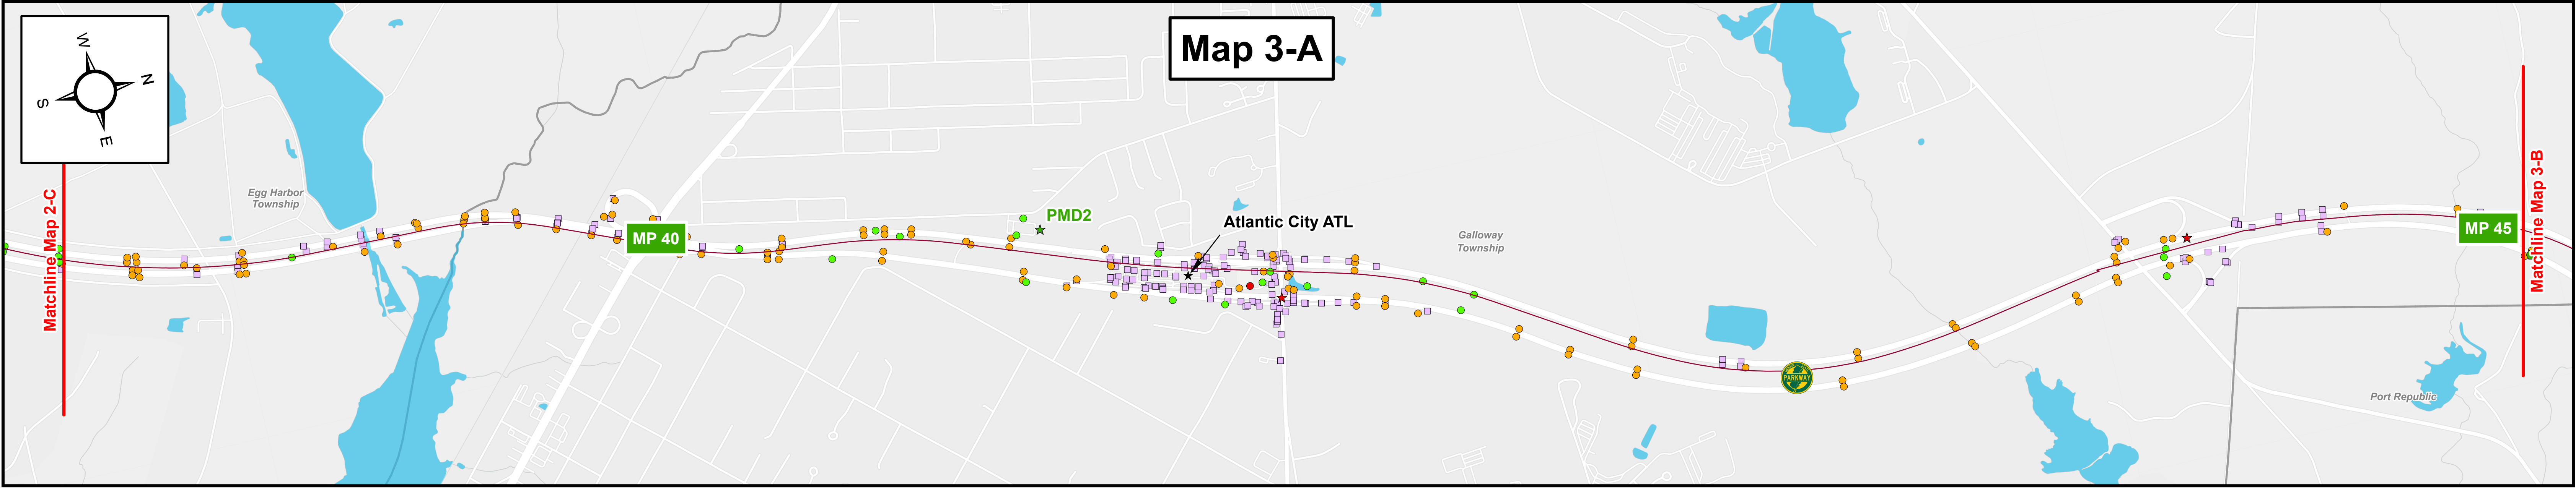 Map 3-A
W
N
S
E
Matchline Map 2-C
Egg Harbor
Township
MP 40
PMD2
Atlantic City ATL
Galloway
Township
PARKWAY
MP 45
Matchline Map 3-B
Port Republic